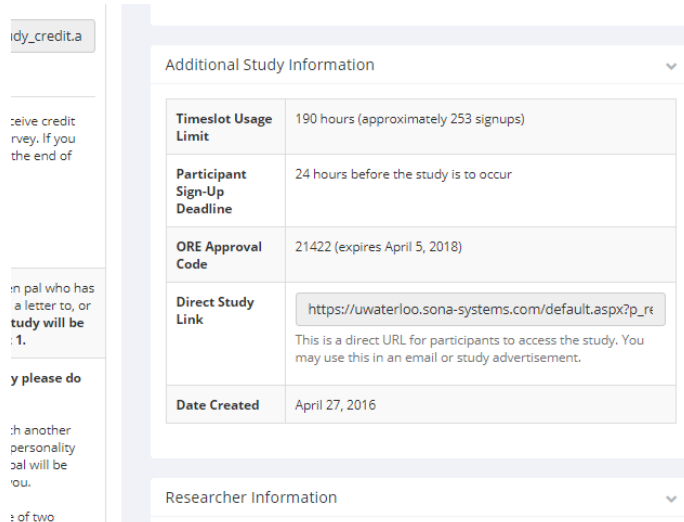 udy_credit.a
ceive credit
rvey. If you
the end of
en pal who has
a letter to, or
tudy will be
1.
y please do
th another
personality
pal will be
you.
e of two
Additional Study Information
Timeslot Usage Limit
190 hours (approximately 253 signups)
Participant Sign-Up Deadline
24 hours before the study is to occur
ORE Approval Code
21422 (expires April 5, 2018)
Direct Study Link
https://uwaterloo.sona-systems.com/default.aspx?p_re
This is a direct URL for participants to access the study. You
may use this in an email or study advertisement.
Date Created
April 27, 2016
Researcher Information